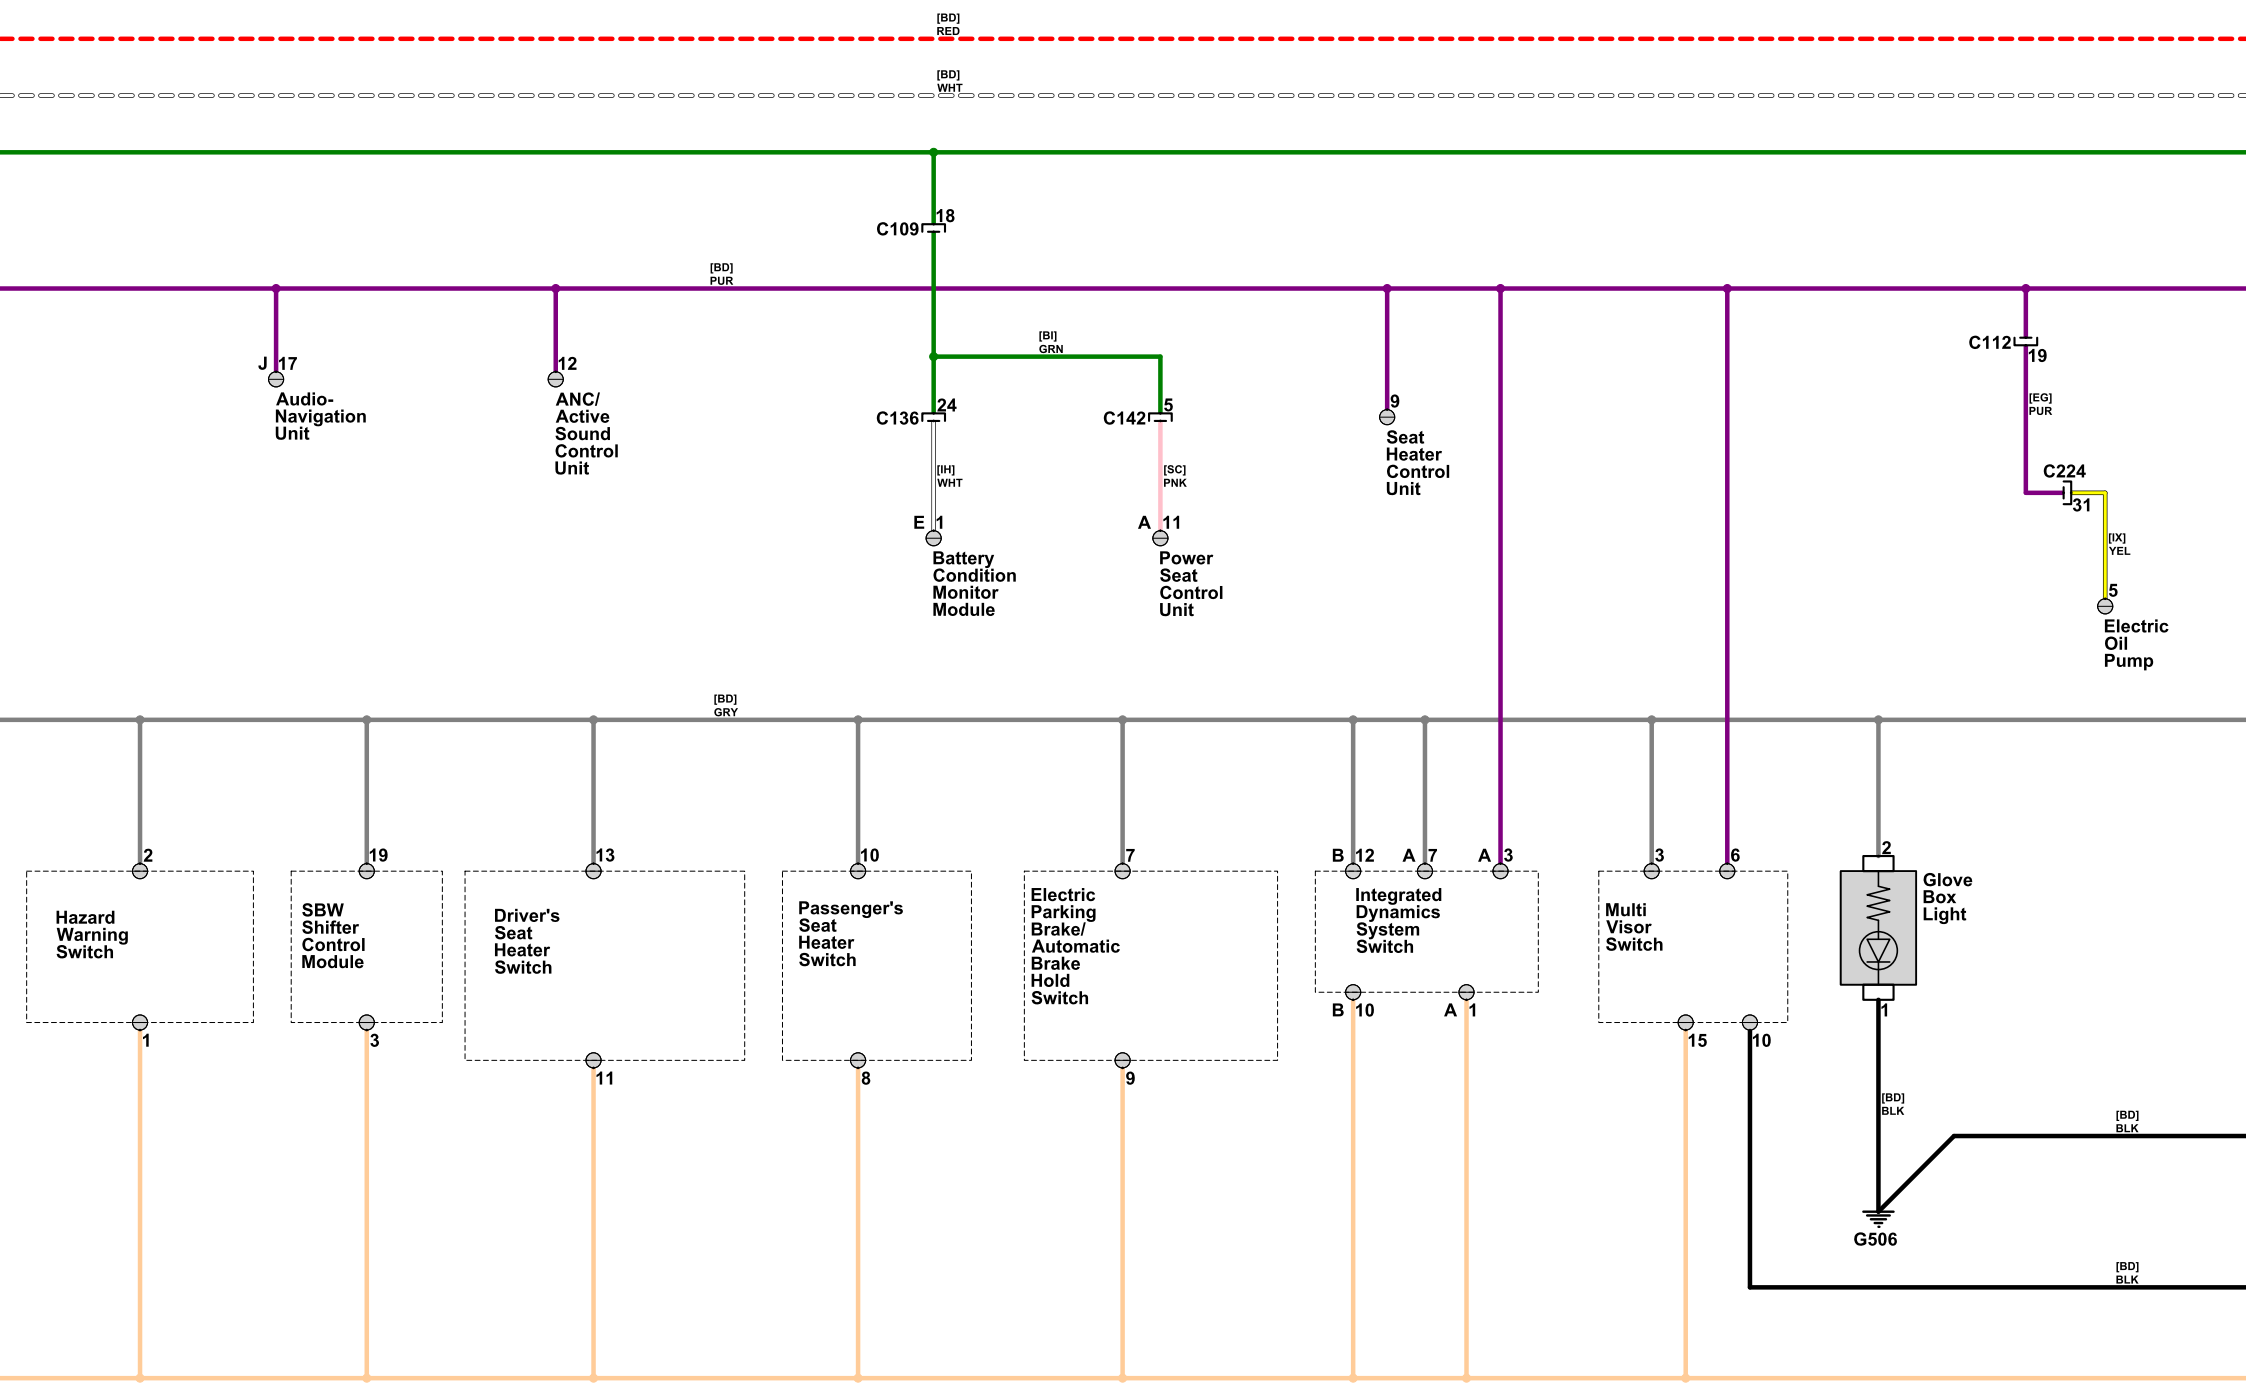 [BD]
RED
[BD]
WHT
18
C109
[BD]
PUR
[BI]
GRN
C112
19
J 17
Audio-
Navigation
Unit
12
ANC/
Active
Sound
Control
Unit
24
C136
[IH]
WHT
E 1
Battery
Condition
Monitor
Module
5
C142
[SC]
PNK
A 11
Power
Seat
Control
Unit
9
Seat
Heater
Control
Unit
[EG]
PUR
C224
31
[IX]
YEL
5
Electric
Oil
Pump
[BD]
GRY
2
Hazard
Warning
Switch
1
19
SBW
Shifter
Control
Module
3
13
Driver's
Seat
Heater
Switch
11
10
Passenger's
Seat
Heater
Switch
8
7
Electric
Parking
Brake/
Automatic
Brake
Hold
Switch
9
B 12 A 7 A 3
Integrated
Dynamics
System
Switch
B 10 A 1
3 6
Multi
Visor
Switch
15 10
2
Glove
Box
Light
1
[BD]
BLK
[BD]
BLK
G506
[BD]
BLK